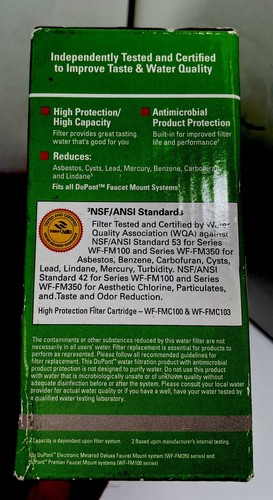 Independently Tested and Certified
to Improve Taste & Water Quality
High Protection/
High Capacity
Filter provides great tasting
water that's good for you
Antimicrobial
Product Protection
Built-in for improved filter
life and performance²
Reduces:
Asbestos, Cysts, Lead, Mercury, Benzene, Carbofuran,
and Lindane³
Fits all DuPont™ Faucet Mount Systems
³NSF/ANSI Standards
Filter Tested and Certified by Water
Quality Association (WQA) against
NSF/ANSI Standard 53 for Series
WF-FM100 and Series WF-FM350 for
Asbestos, Benzene, Carbofuran, Cysts,
Lead, Lindane, Mercury, Turbidity. NSF/ANSI
Standard 42 for Series WF-FM100 and Series
WF-FM350 for Aesthetic Chlorine, Particulates,
and Taste and Odor Reduction.
High Protection Filter Cartridge – WF-FMC100 & WF-FMC103
The contaminants or other substances reduced by this water filter are not
necessarily in all users' water. Filter replacement is essential for products to
perform as represented. Please follow all recommended guidelines for
filter replacement. This DuPont™ water filtration product with antimicrobial
product protection is not designed to purify water. Do not use this product
with water that is microbiologically unsafe or of unknown quality without
adequate disinfection before or after the system. Please consult your local water
provider for actual water quality or if you have a well, have your water tested by
a qualified water testing laboratory.
Capacity is dependent upon filter system. 2 Based upon manufacturer's internal testing.
Fits DuPont™ Electronic Metered Deluxe Faucet Mount system (WF-FM350 series) and
DuPont™ Premier Faucet Mount systems (WF-FM100 series)